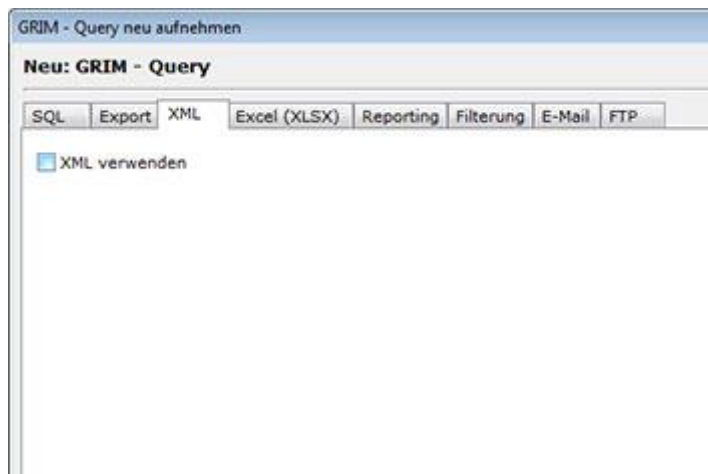 GRIM - Query neu aufnehmen
Neu: GRIM - Query
SQL Export XML Excel (XLSX) Reporting Filterung E-Mail FTP
XML verwenden